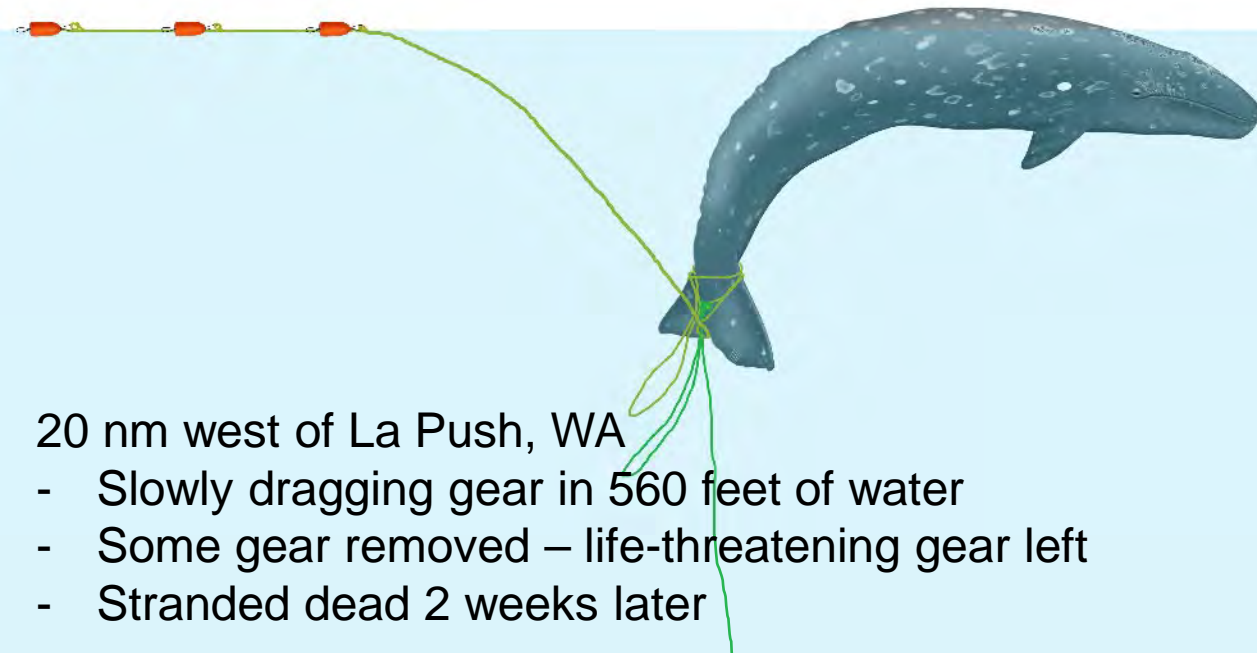 20 nm west of La Push, WA
- Slowly dragging gear in 560 feet of water
- Some gear removed – life-threatening gear left
- Stranded dead 2 weeks later